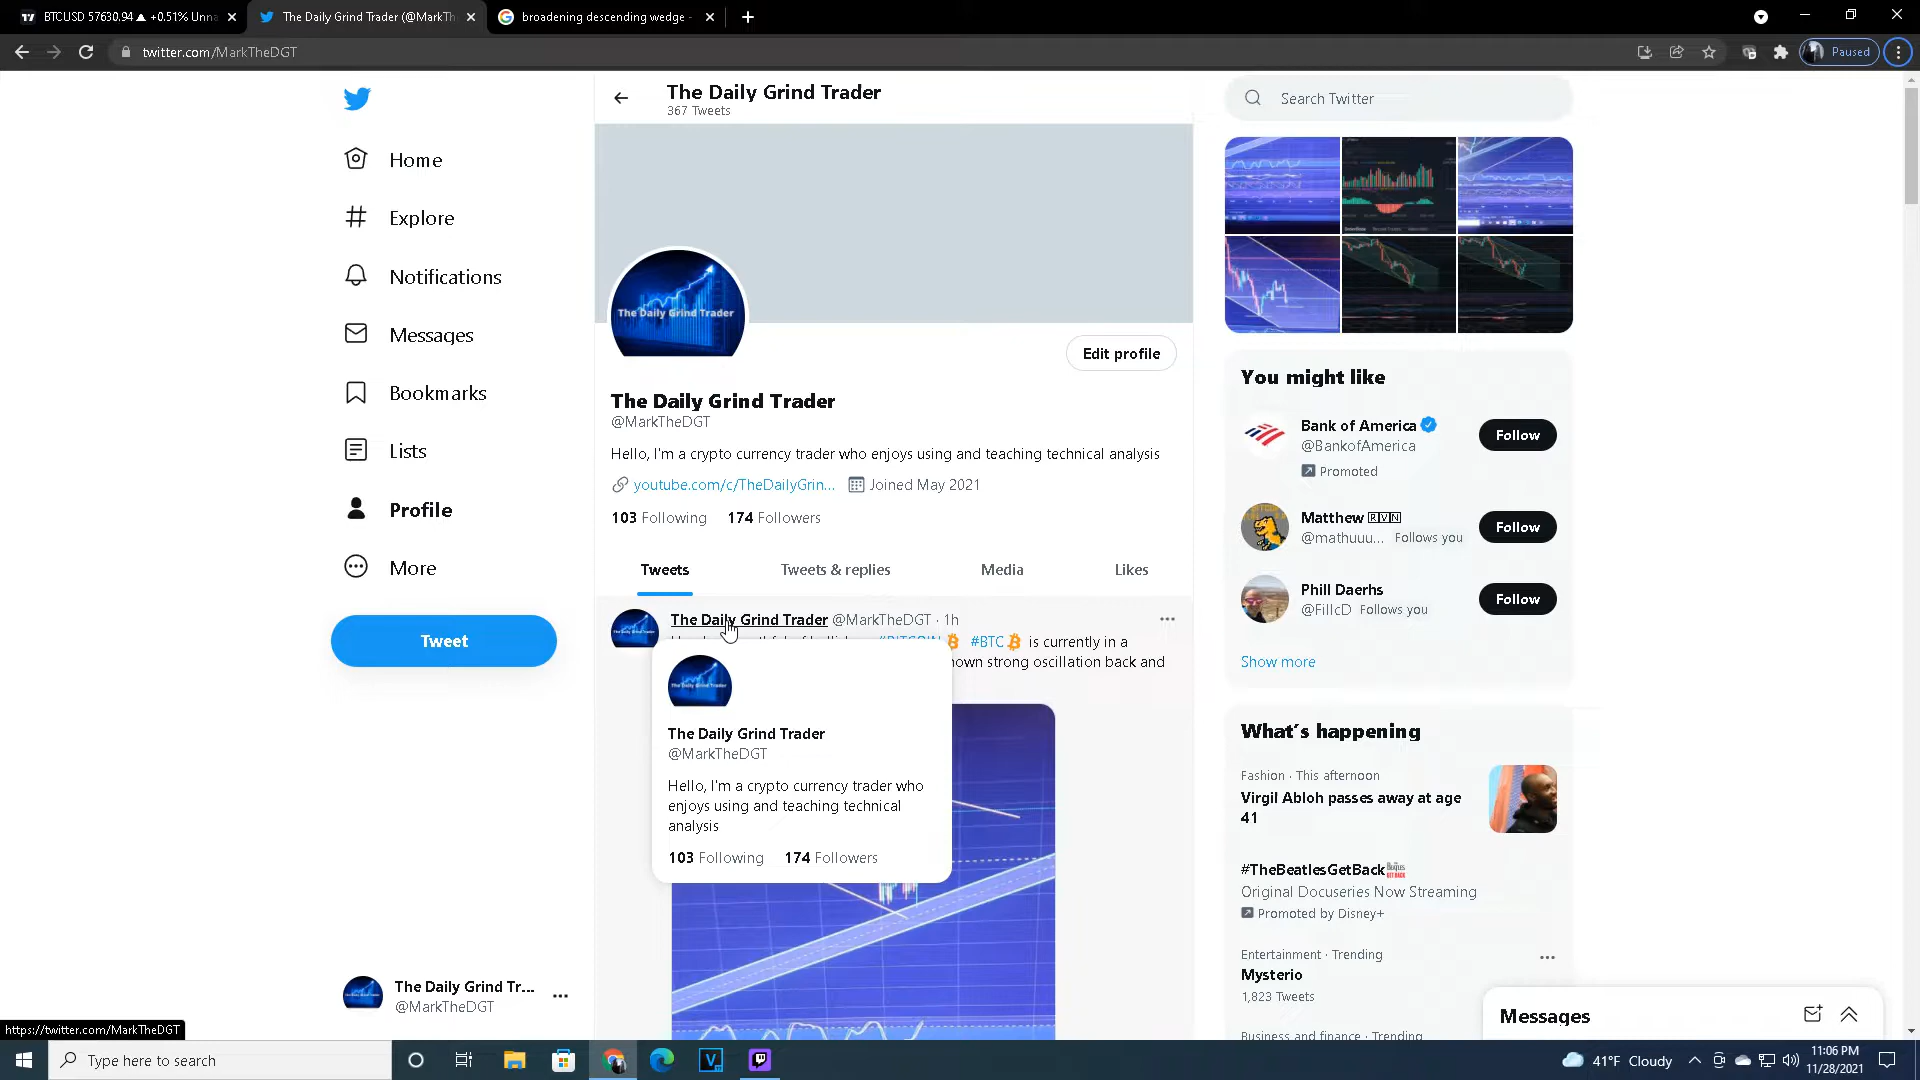 BTCUSD 57630.94 ▲ +0.51% Unna
The Daily Grind Trader (@MarkTh
broadening descending wedge -
twitter.com/MarkTheDGT
Paused
The Daily Grind Trader
367 Tweets
Search Twitter
Home
Explore
Notifications
Messages
Bookmarks
Lists
Profile
More
Tweet
The Daily Grind Trader
Edit profile
The Daily Grind Trader
@MarkTheDGT
Hello, I'm a crypto currency trader who enjoys using and teaching technical analysis
youtube.com/c/TheDailyGrin... Joined May 2021
103 Following 174 Followers
Tweets Tweets & replies Media Likes
The Daily Grind Trader @MarkTheDGT · 1h
#BTC is currently in a
own strong oscillation back and
The Daily Grind Trader
@MarkTheDGT
Hello, I'm a crypto currency trader who
enjoys using and teaching technical
analysis
103 Following 174 Followers
You might like
Bank of America
@BankofAmerica
Promoted
Follow
Matthew RVN
@mathuuu... Follows you
Follow
Phill Daerhs
@FillcD Follows you
Follow
Show more
What's happening
Fashion · This afternoon
Virgil Abloh passes away at age
41
#TheBeatlesGetBack
Original Docuseries Now Streaming
Promoted by Disney+
Entertainment · Trending
Mysterio
1,823 Tweets
Business and finance · Trending
Messages
The Daily Grind Tr...
@MarkTheDGT
https://twitter.com/MarkTheDGT
Type here to search
41°F Cloudy
11:06 PM
11/28/2021